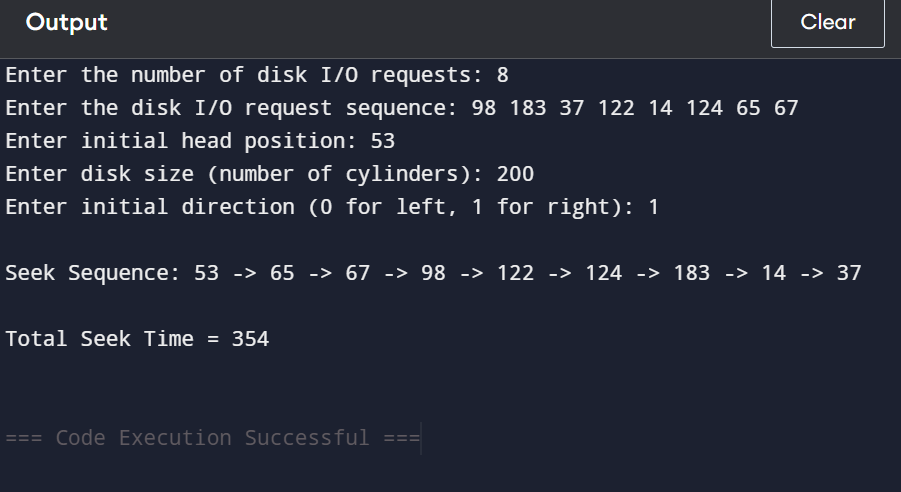 Output
Clear
Enter the number of disk I/O requests: 8
Enter the disk I/O request sequence: 98 183 37 122 14 124 65 67
Enter initial head position: 53
Enter disk size (number of cylinders): 200
Enter initial direction (0 for left, 1 for right): 1
Seek Sequence: 53 -> 65 -> 67 -> 98 -> 122 -> 124 -> 183 -> 14 -> 37
Total Seek Time = 354
=== Code Execution Successful ===